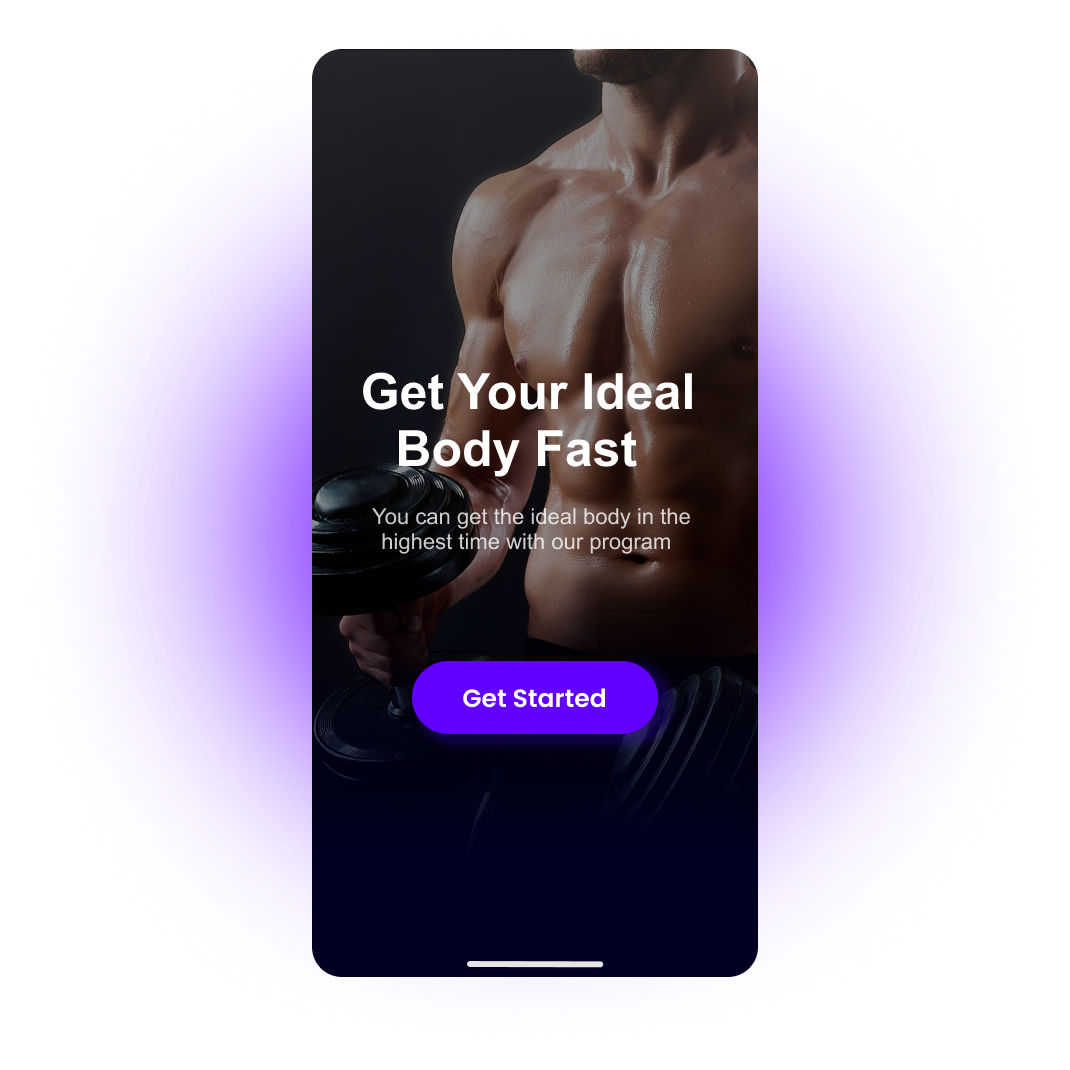 Get Your Ideal
Body Fast
You can get the ideal body in the
highest time with our program
Get Started